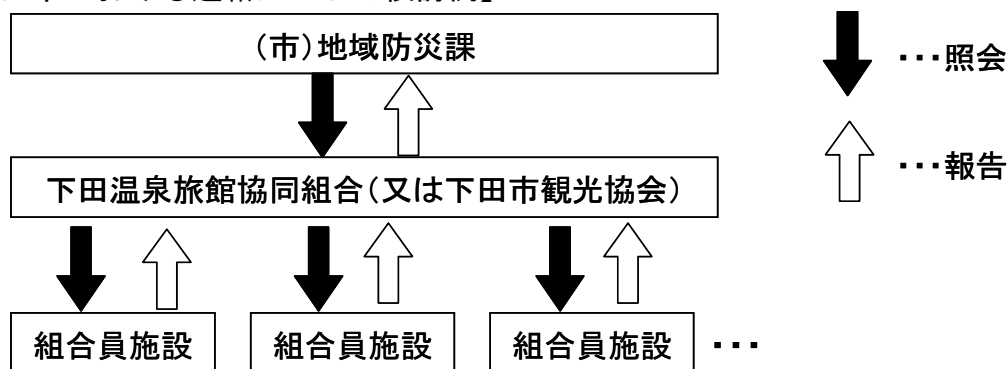 (市)地域防災課
・・・照会
・・・報告
下田温泉旅館協同組合(又は下田市観光協会)
組合員施設
組合員施設
組合員施設
・・・